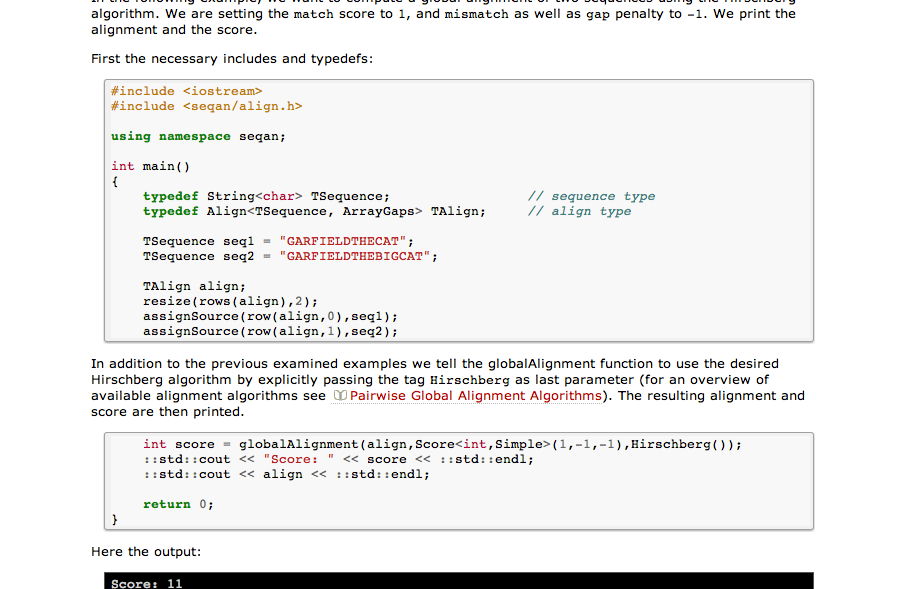 algorithm. We are setting the match score to 1, and mismatch as well as gap penalty to -1. We print the
alignment and the score.
First the necessary includes and typedefs:
#include <iostream>
#include <seqan/align.h>
using namespace seqan;
int main()
{
    typedef String<char> TSequence;                 // sequence type
    typedef Align<TSequence, ArrayGaps> TAlign;     // align type
    TSequence seq1 = "GARFIELDTHECAT";
    TSequence seq2 = "GARFIELDTHEBIGCAT";
    TAlign align;
    resize(rows(align),2);
    assignSource(row(align,0),seq1);
    assignSource(row(align,1),seq2);
In addition to the previous examined examples we tell the globalAlignment function to use the desired
Hirschberg algorithm by explicitly passing the tag Hirschberg as last parameter (for an overview of
available alignment algorithms see Pairwise Global Alignment Algorithms). The resulting alignment and
score are then printed.
    int score = globalAlignment(align,Score<int,Simple>(1,-1,-1),Hirschberg());
    ::std::cout << "Score: " << score << ::std::endl;
    ::std::cout << align << ::std::endl;
    return 0;
}
Here the output:
Score: 11